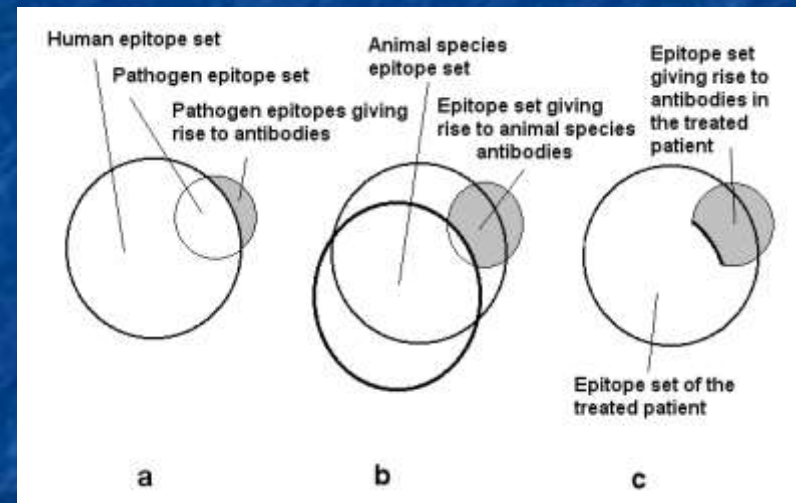 Human epitope set
Pathogen epitope set
Pathogen epitopes giving
rise to antibodies
Animal species
epitope set
Epitope set giving
rise to animal species
antibodies
Epitope set
giving rise to
antibodies in
the treated
patient
Epitope set of the
treated patient
a
b
c